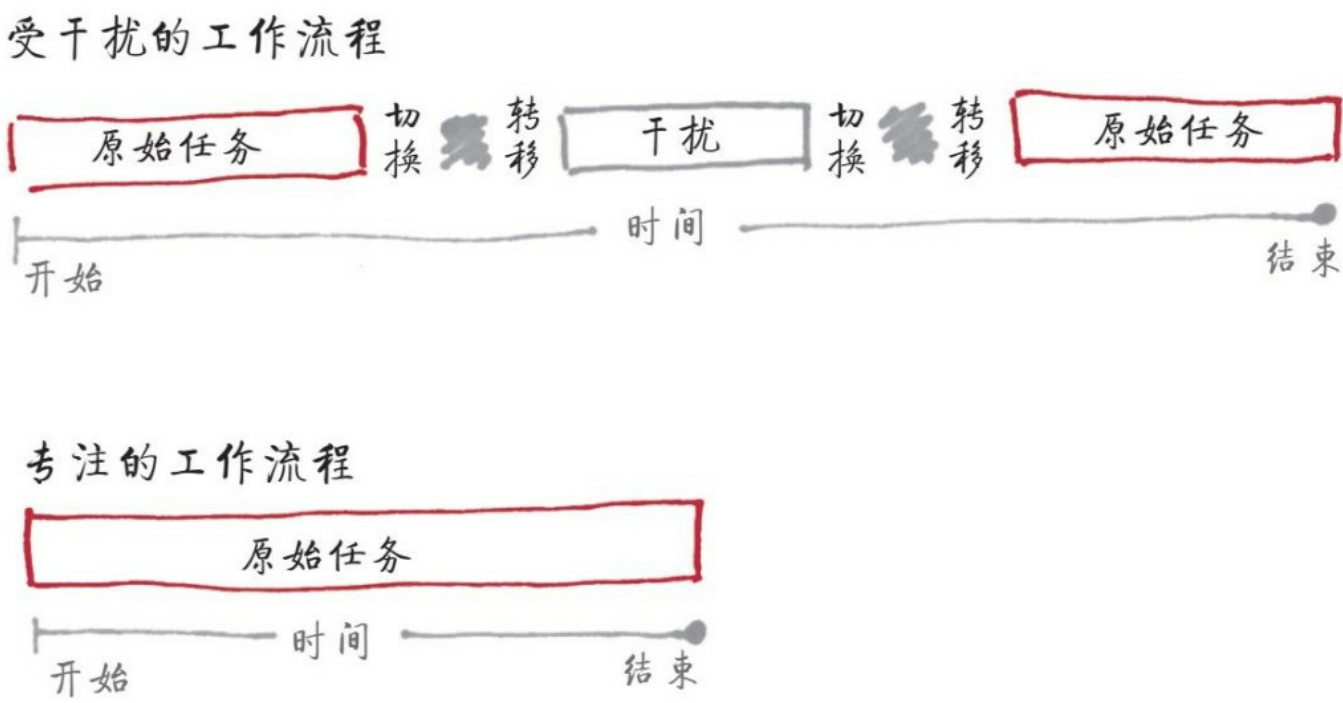 受干扰的工作流程
原始任务 切换 转移 干扰 切换 转移 原始任务
时间
开始 结束
专注的工作流程
原始任务
时间
开始 结束